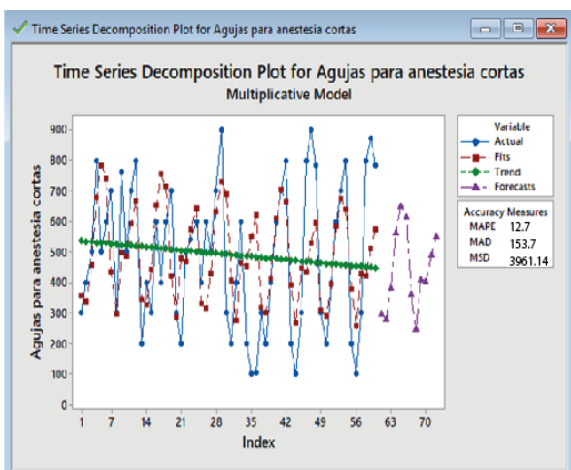 Time Series Decomposition Plot for Agujas para anestesia cortas
Time Series Decomposition Plot for Agujas para anestesia cortas
Multiplicative Model
Agujas para anestesia cortas
900
800
700
600
500
400
300
200
100
0
1 7 14 21 28 35 42 49 56 63 70
Index
Variable
Actual
Fits
Trend
Forecasts
Accuracy Measures
MAPE 12.7
MAD 153.7
MSD 3961.14